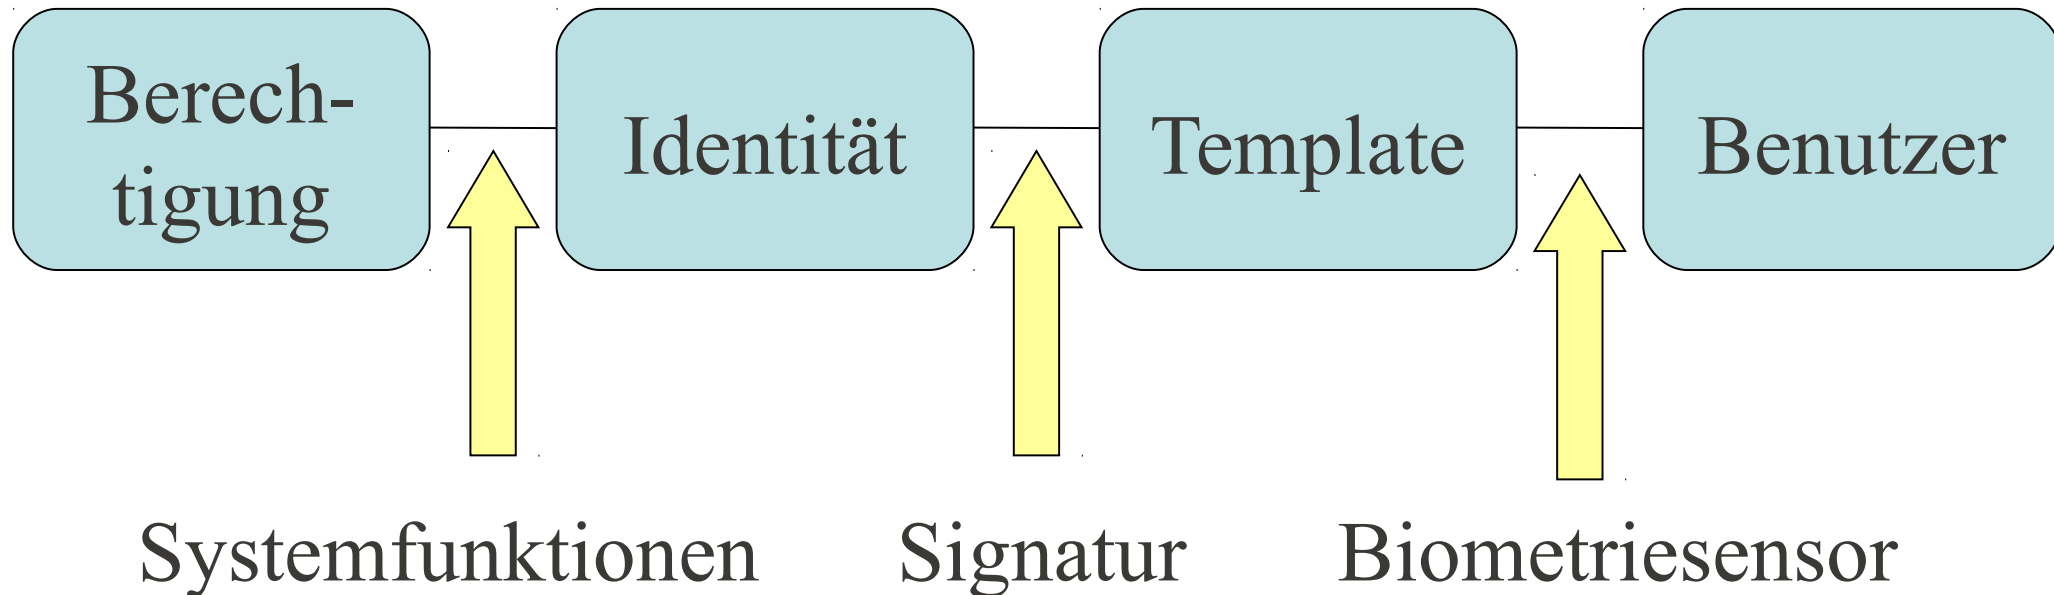 Berech-
tigung
Identität
Template
Benutzer
Systemfunktionen
Signatur
Biometriesensor